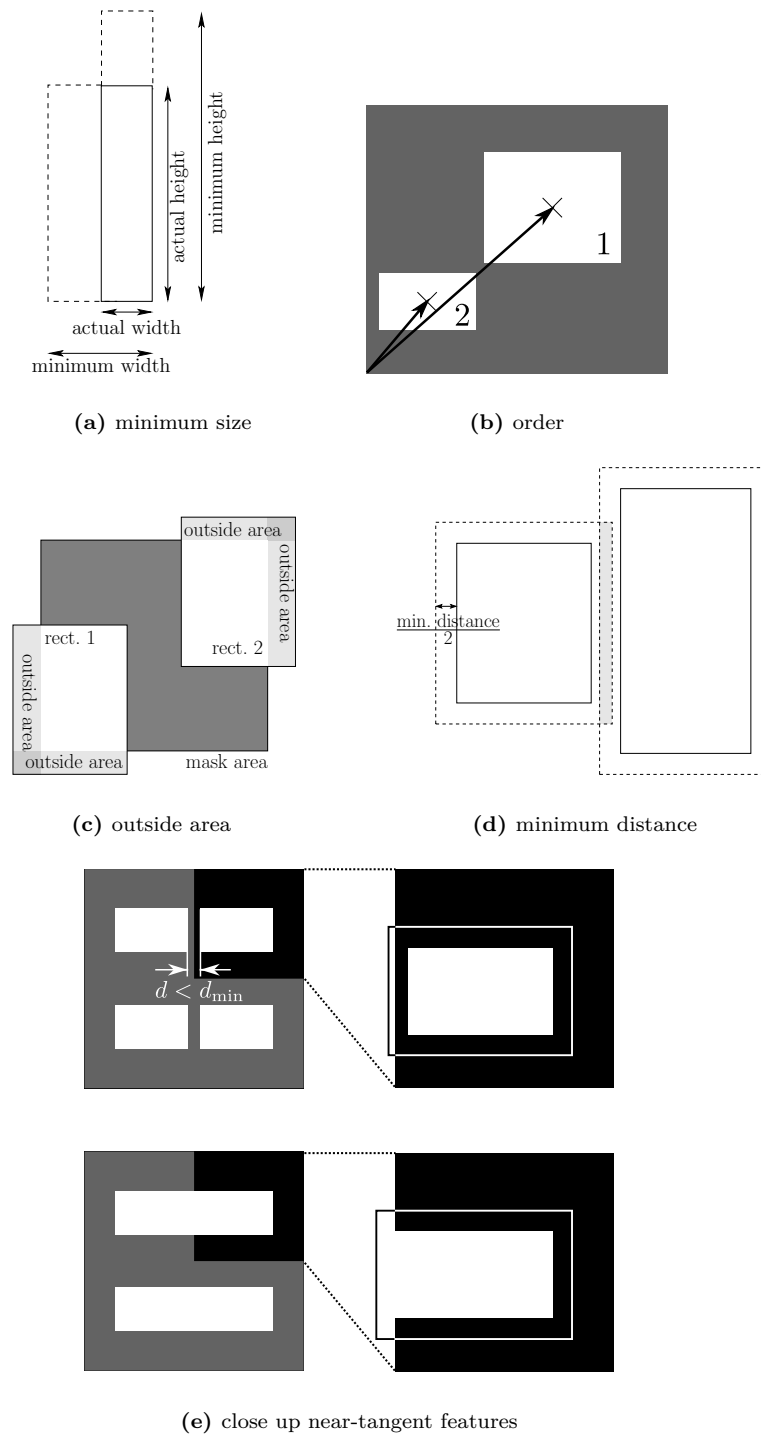 actual height
minimum height
actual width
minimum width
(a) minimum size
1
2
(b) order
outside area
outside area
rect. 1
rect. 2
outside area
outside area
mask area
(c) outside area
min. distance
2
(d) minimum distance
d < dmin
(e) close up near-tangent features